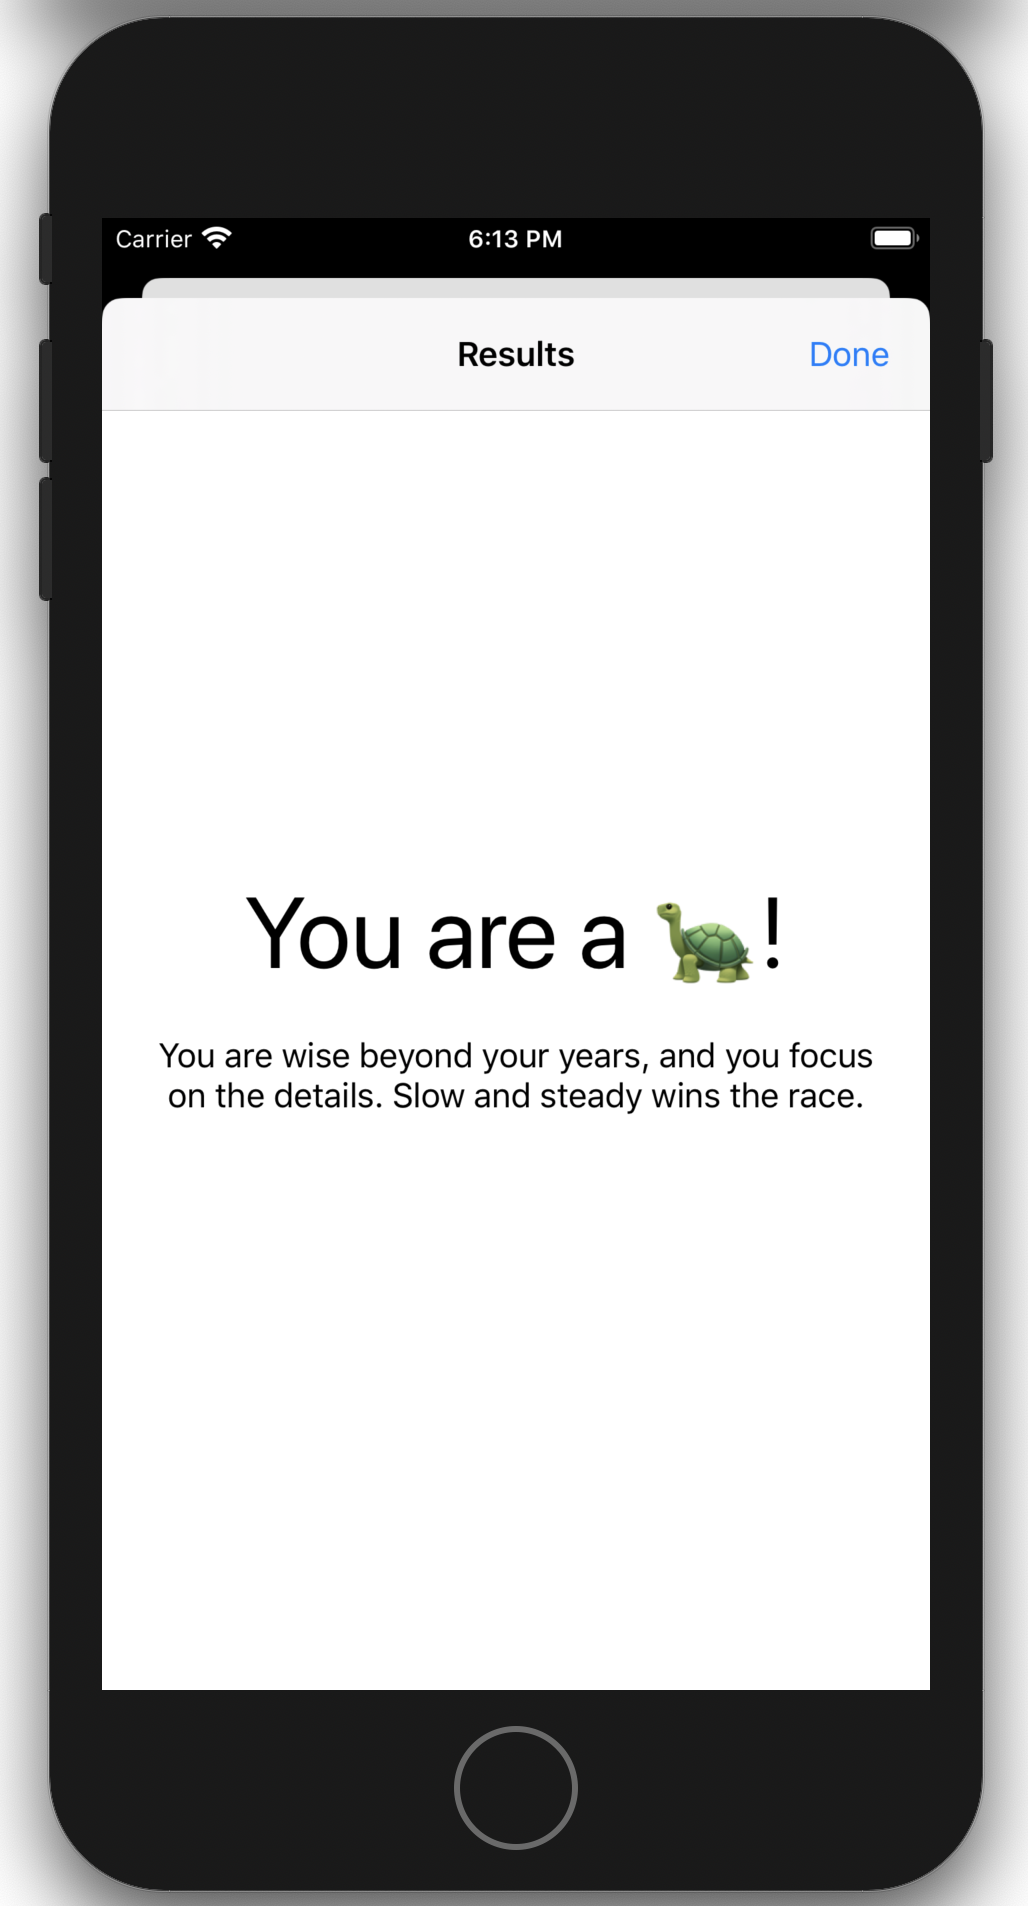 Carrier 6:13 PM
Results Done
You are a 🐢!
You are wise beyond your years, and you focus
on the details. Slow and steady wins the race.